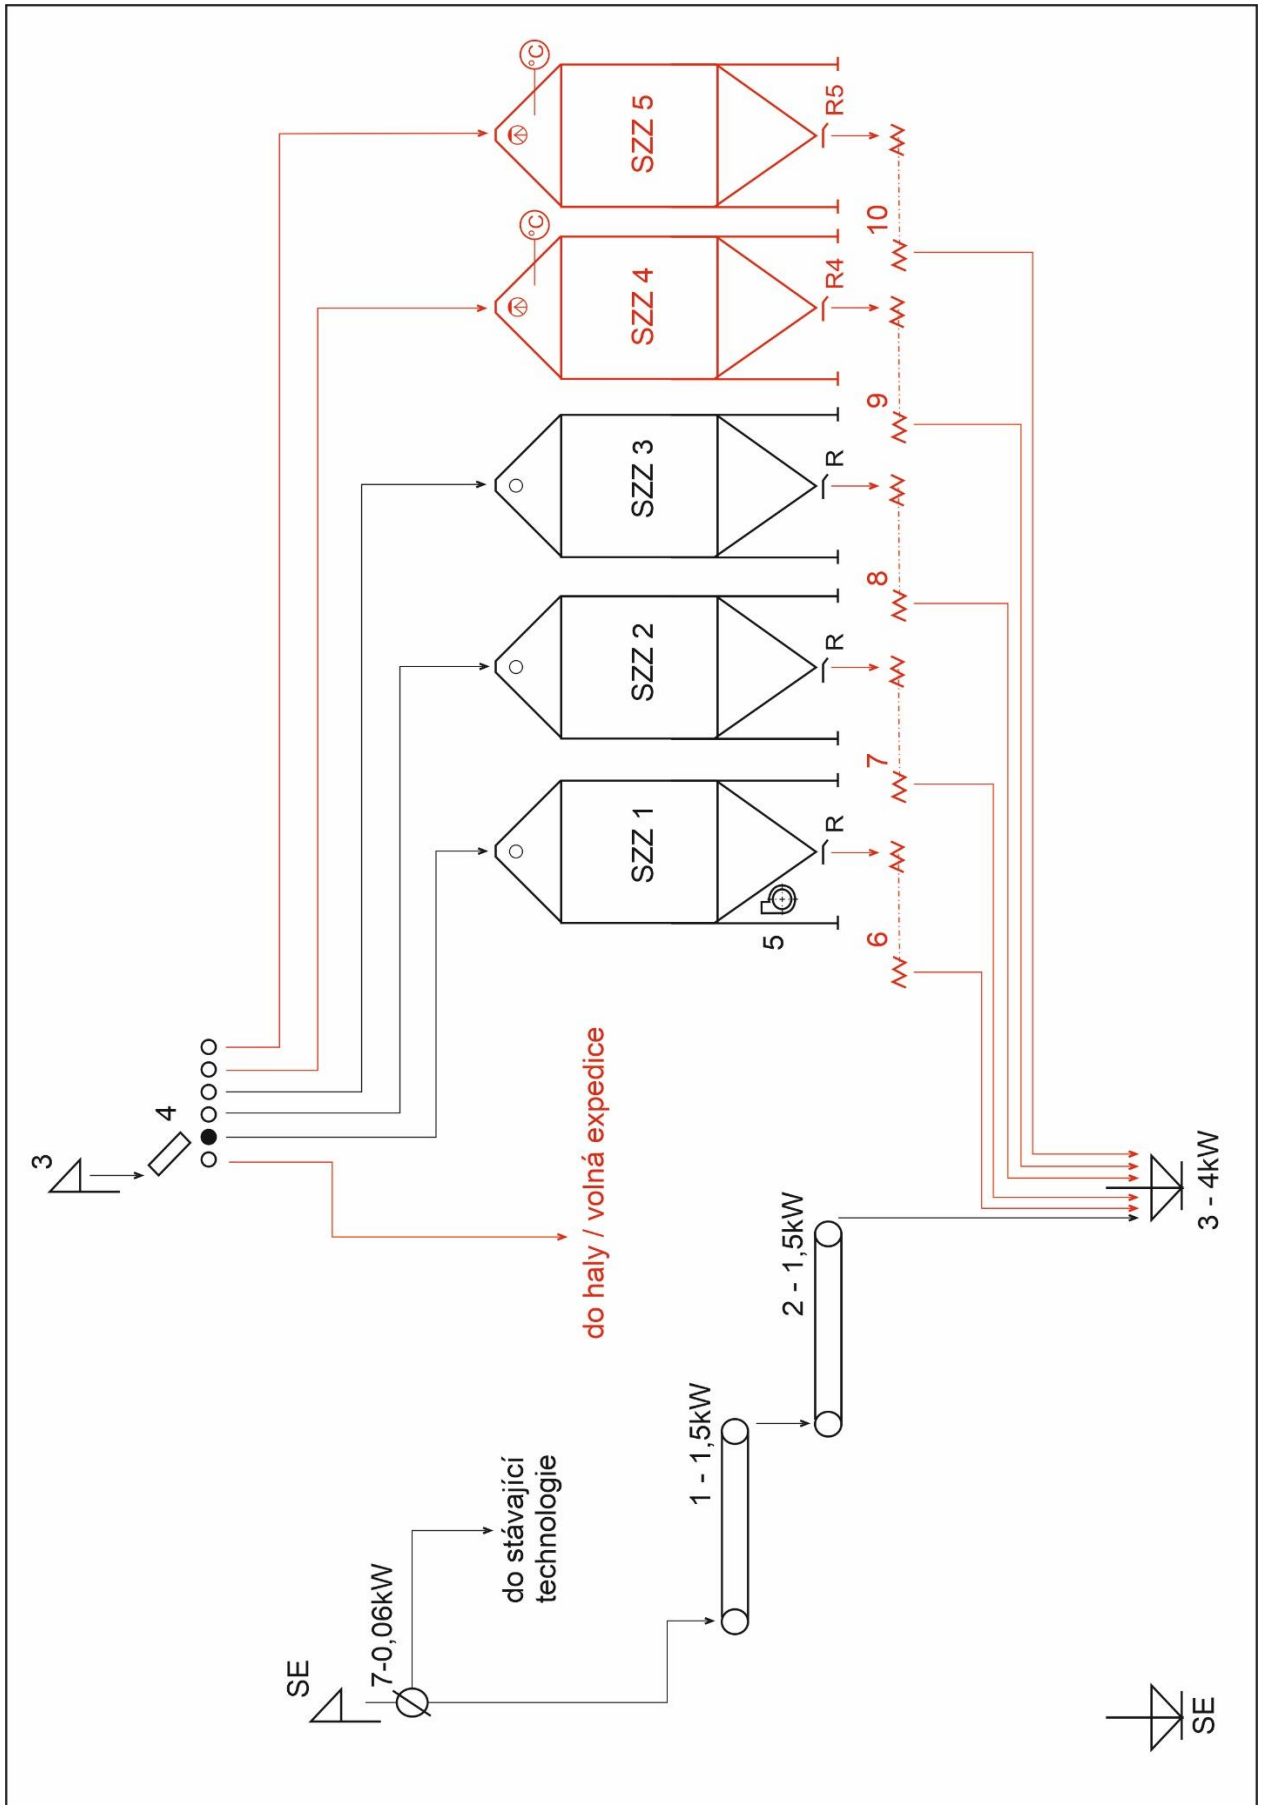 3
4
°C
°C
SZZ 1
SZZ 2
SZZ 3
SZZ 4
SZZ 5
5
R
R
R
R4
R5
6
7
8
9
10
do haly / volná expedice
SE
7-0,06kW
do stávající
technologie
1 - 1,5kW
2 - 1,5kW
3 - 4kW
SE